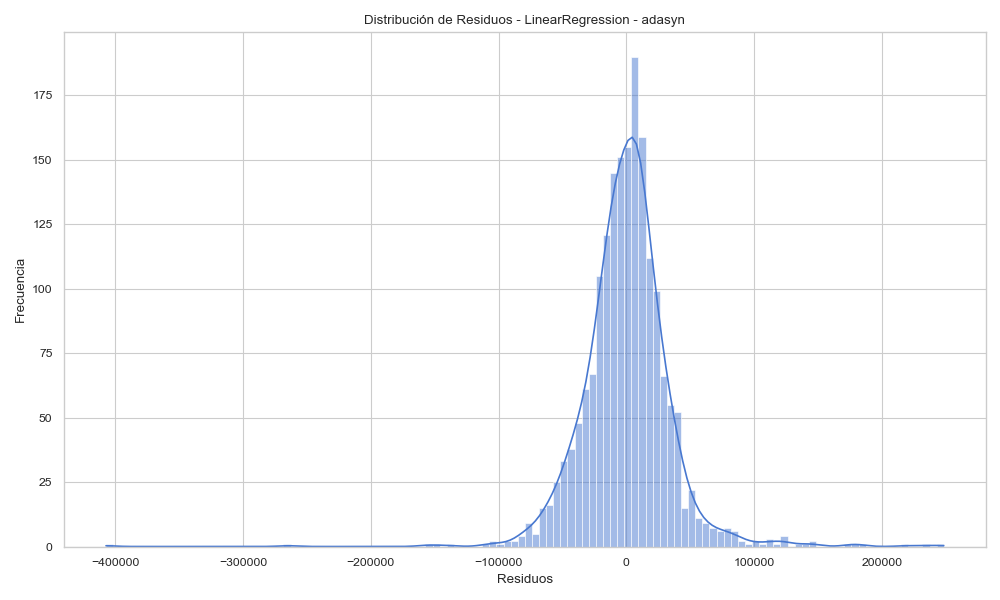 Distribución de Residuos - LinearRegression - adasyn
Frecuencia
175
150
125
100
75
50
25
0
−400000 −300000 −200000 −100000 0 100000 200000
Residuos